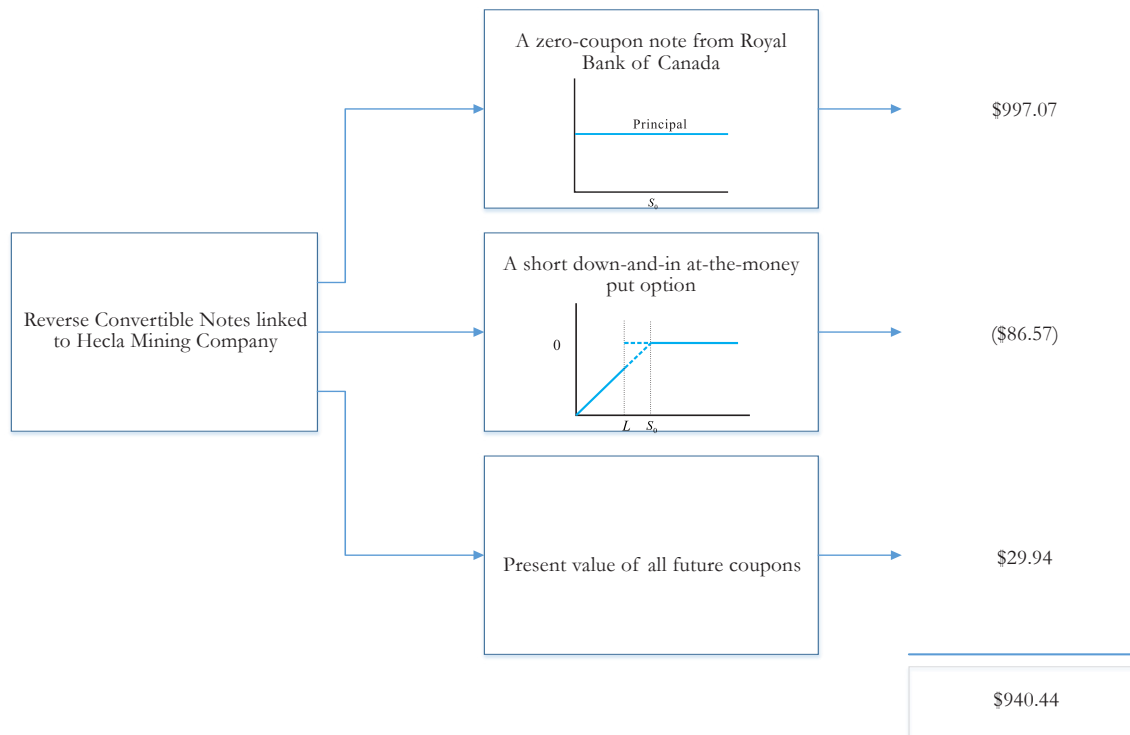 A zero-coupon note from Royal
Bank of Canada
Principal
S₀
$997.07
Reverse Convertible Notes linked
to Hecla Mining Company
A short down-and-in at-the-money
put option
0
L S₀
($86.57)
Present value of all future coupons
$29.94
$940.44